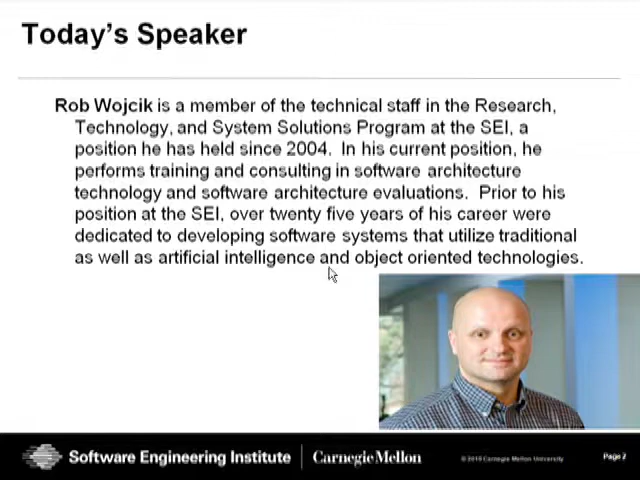 Today's Speaker
Rob Wojcik is a member of the technical staff in the Research,
Technology, and System Solutions Program at the SEI, a
position he has held since 2004. In his current position, he
performs training and consulting in software architecture
technology and software architecture evaluations. Prior to his
position at the SEI, over twenty five years of his career were
dedicated to developing software systems that utilize traditional
as well as artificial intelligence and object oriented technologies.
Software Engineering Institute | Carnegie Mellon
© 2010 Carnegie Mellon University
Page 2